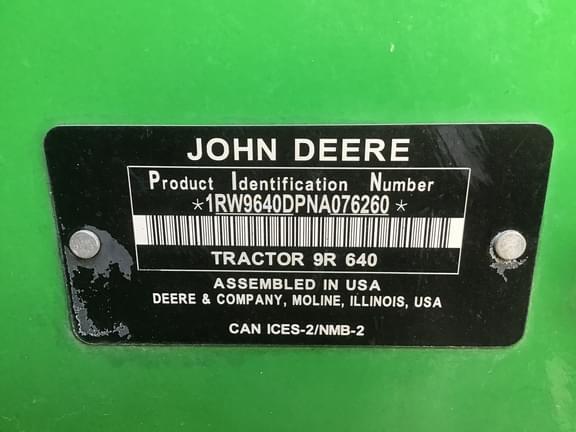 JOHN DEERE
Product Identification Number
*1RW9640DPNA076260*
TRACTOR 9R 640
ASSEMBLED IN USA
DEERE & COMPANY, MOLINE, ILLINOIS, USA
CAN ICES-2/NMB-2